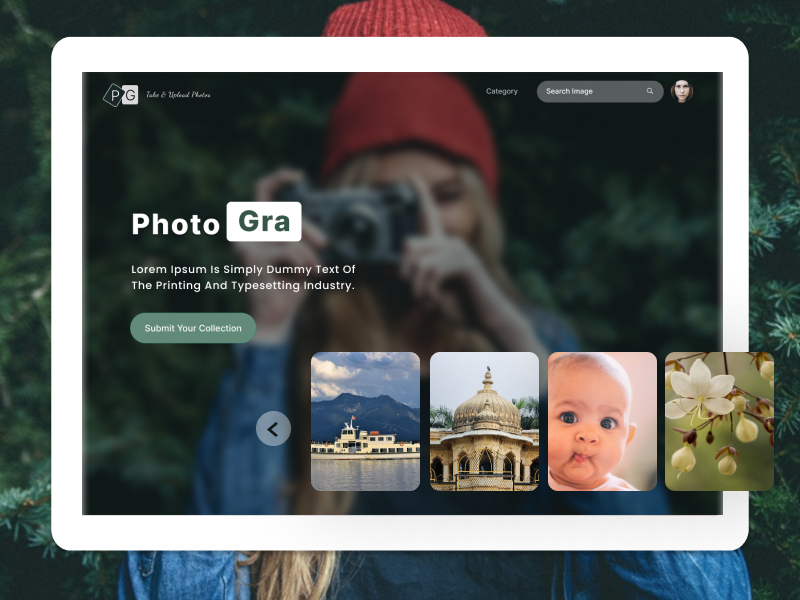 PG
Take & Upload Photos
Category
Search Image
Photo Gra
Lorem Ipsum Is Simply Dummy Text Of
The Printing And Typesetting Industry.
Submit Your Collection